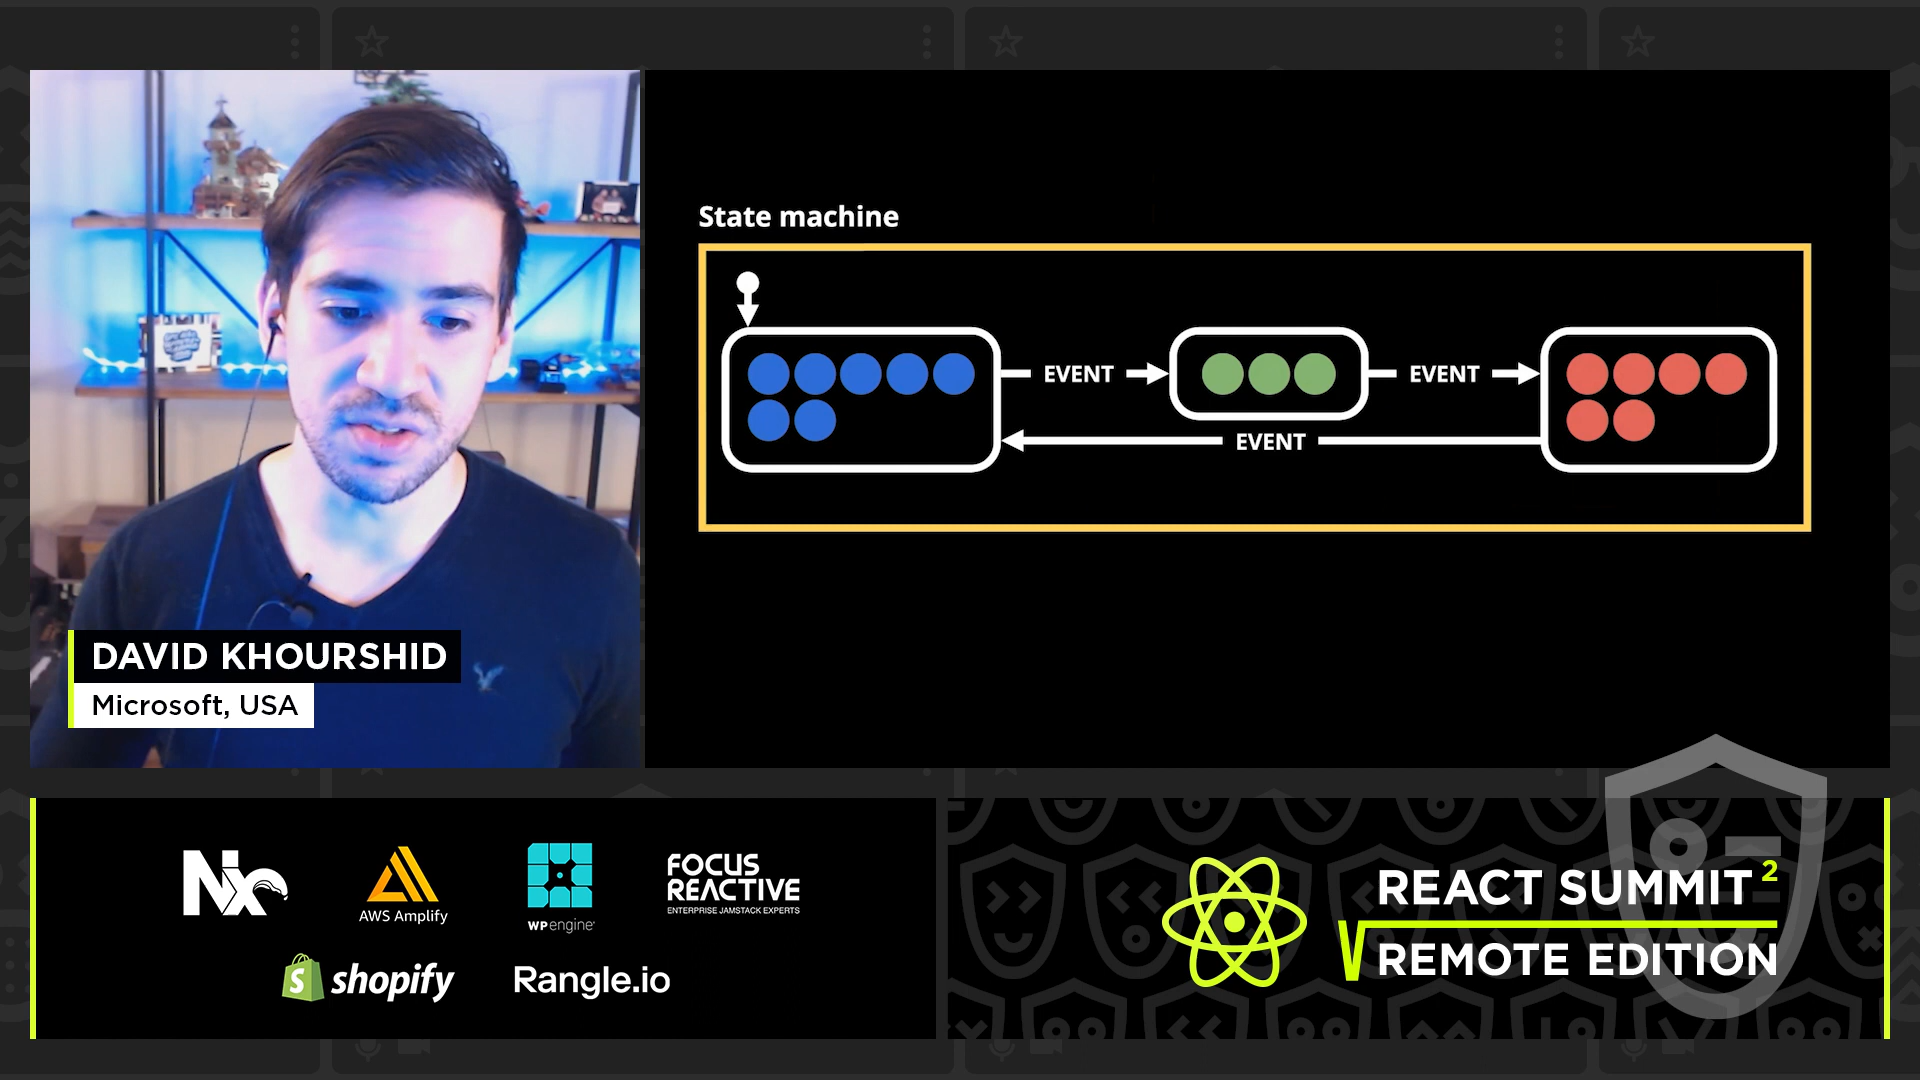 State machine
EVENT
EVENT
EVENT
DAVID KHOURSHID
Microsoft, USA
Nx
AWS Amplify
WP engine
FOCUS
REACTIVE
ENTERPRISE JAMSTACK EXPERTS
shopify
Rangle.io
REACT SUMMIT 2
REMOTE EDITION